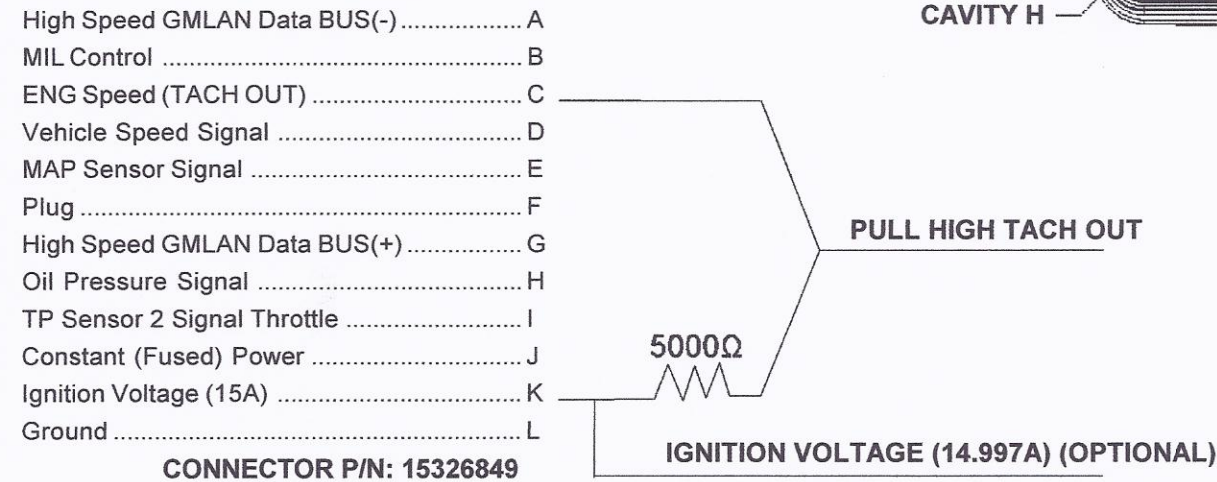 High Speed GMLAN Data BUS(-) ................ A
CAVITY H
MIL Control ................................................ B
ENG Speed (TACH OUT) ........................... C
Vehicle Speed Signal ................................ D
MAP Sensor Signal .................................... E
Plug .......................................................... F
PULL HIGH TACH OUT
High Speed GMLAN Data BUS(+) ............... G
Oil Pressure Signal ................................... H
TP Sensor 2 Signal Throttle ....................... I
5000Ω
Constant (Fused) Power ............................ J
Ignition Voltage (15A) ................................ K
Ground ...................................................... L
IGNITION VOLTAGE (14.997A) (OPTIONAL)
CONNECTOR P/N: 15326849